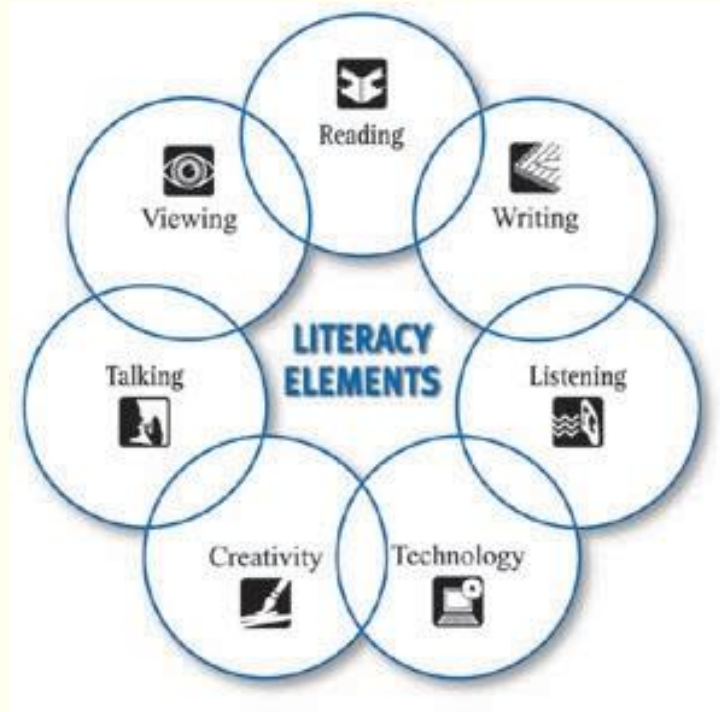 Reading
Viewing
Writing
LITERACY
ELEMENTS
Talking
Listening
Creativity
Technology